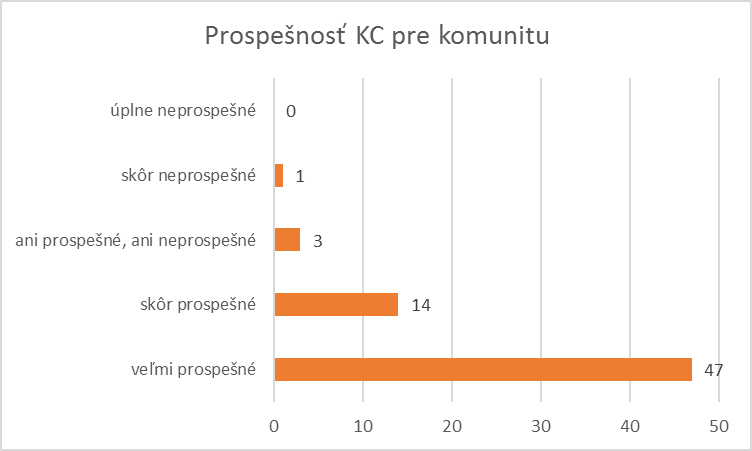 Prospešnosť KC pre komunitu
úplne neprospešné 0
skôr neprospešné 1
ani prospešné, ani neprospešné 3
skôr prospešné 14
veľmi prospešné 47
0 10 20 30 40 50